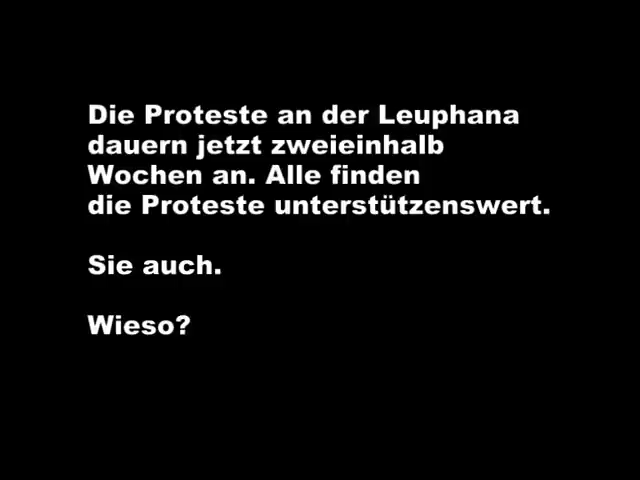 Die Proteste an der Leuphana
dauern jetzt zweieinhalb
Wochen an. Alle finden
die Proteste unterstützenswert.
Sie auch.
Wieso?